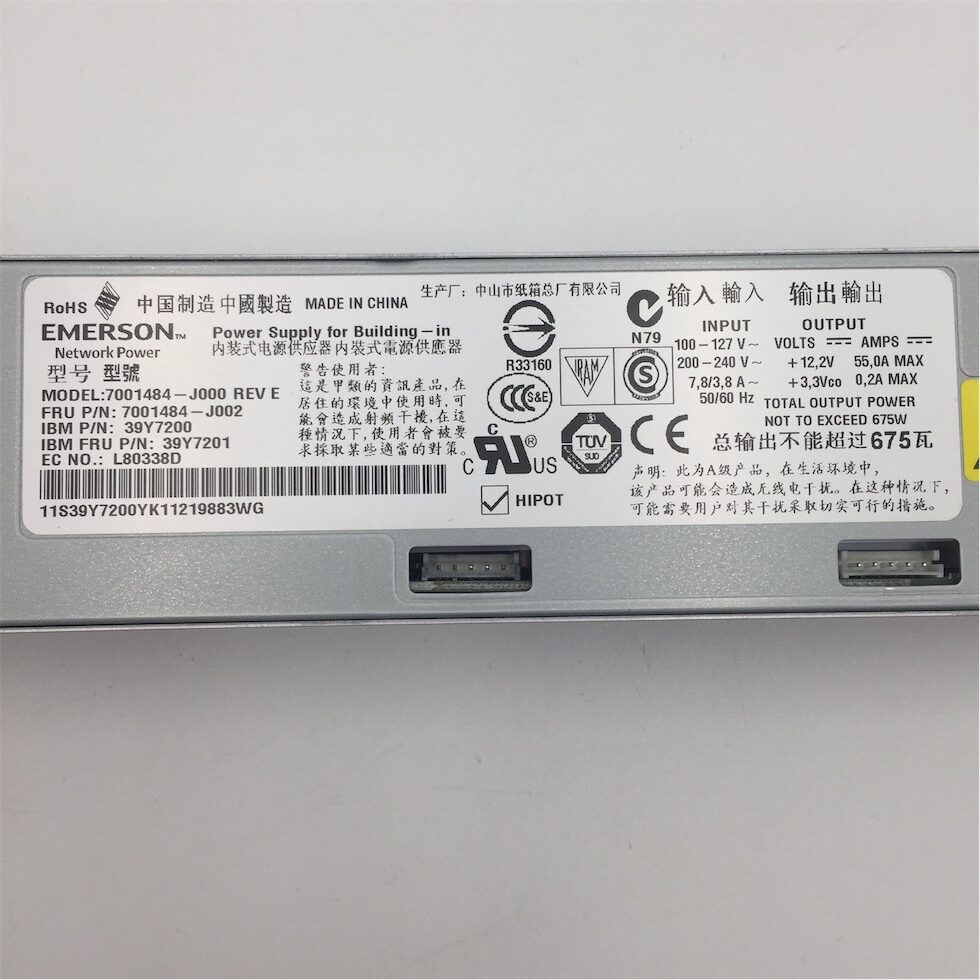 RoHS 中国制造 中國製造 MADE IN CHINA
EMERSON™
Network Power
Power Supply for Building-in
内装式电源供应器 内裝式電源供應器
型号 型號
MODEL:7001484-J000 REV E
FRU P/N: 7001484-J002
IBM P/N: 39Y7200
IBM FRU P/N: 39Y7201
EC NO.: L80338D
11S39Y7200YK11219883WG
警告使用者:
這是甲類的資訊產品,在
居住的環境中使用時,可
能會造成射頻干擾,在這
種情況下,使用者會被要
求採取某些適當的對策。
生产厂: 中山市纸箱总厂有限公司
R33160
N79
IRAM
S
CCC S&E
c RU ® US
TÜV
SUD
CE
HIPOT
输入 輸入
INPUT
100-127 V~
200-240 V~
7,8/3,8 A~
50/60 Hz
输出 輸出
OUTPUT
VOLTS ⎓ AMPS ⎓
+12,2V 55,0A MAX
+3,3Vco 0,2A MAX
TOTAL OUTPUT POWER
NOT TO EXCEED 675W
总输出不能超过675瓦
声明: 此为A级产品, 在生活环境中,
该产品可能会造成无线电干扰。在这种情况下,
可能需要用户对其干扰采取切实可行的措施。